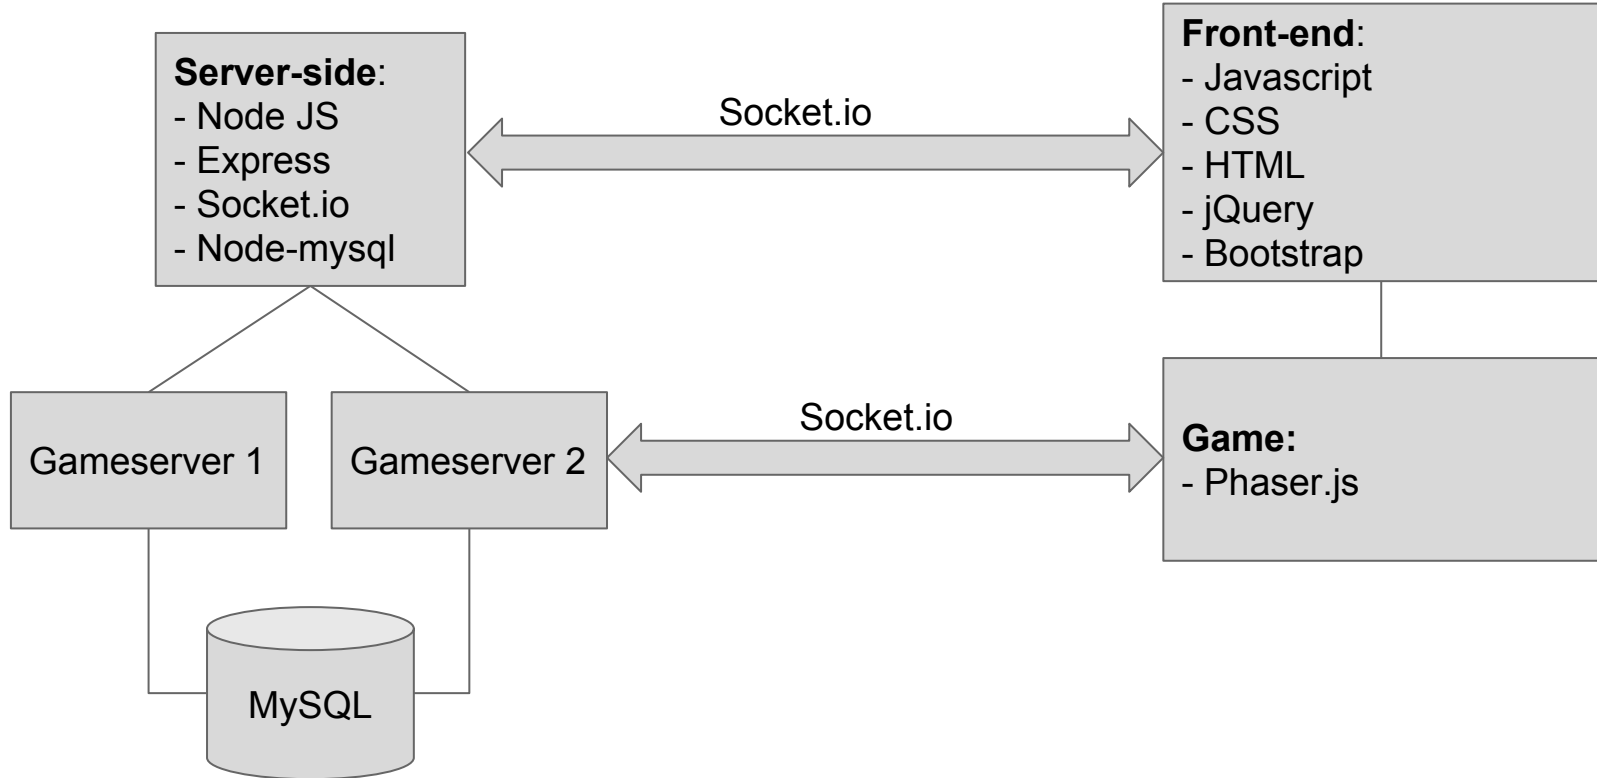 Server-side:
- Node JS
- Express
- Socket.io
- Node-mysql
Socket.io
Front-end:
- Javascript
- CSS
- HTML
- jQuery
- Bootstrap
Gameserver 1
Gameserver 2
Socket.io
Game:
- Phaser.js
MySQL